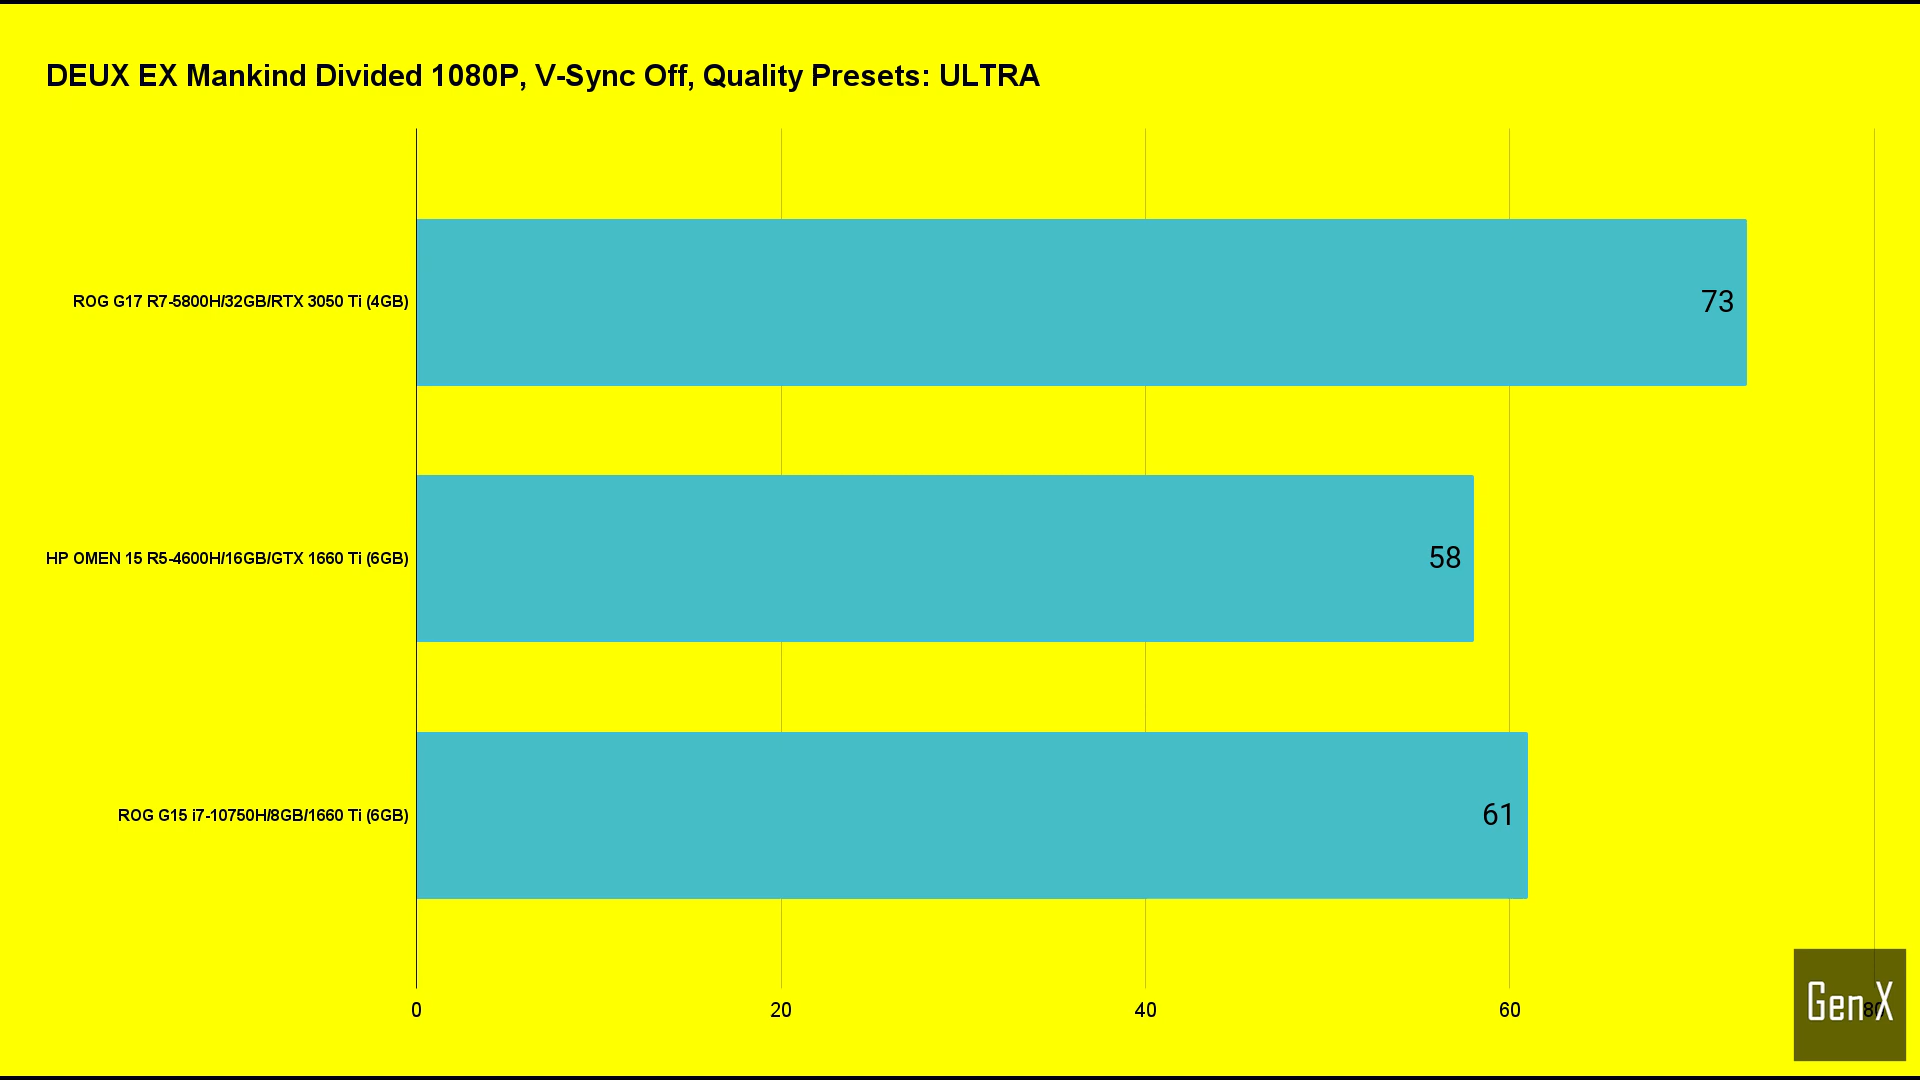 DEUX EX Mankind Divided 1080P, V-Sync Off, Quality Presets: ULTRA
ROG G17 R7-5800H/32GB/RTX 3050 Ti (4GB)
73
HP OMEN 15 R5-4600H/16GB/GTX 1660 Ti (6GB)
58
ROG G15 i7-10750H/8GB/1660 Ti (6GB)
61
0 20 40 60 80
Gen X